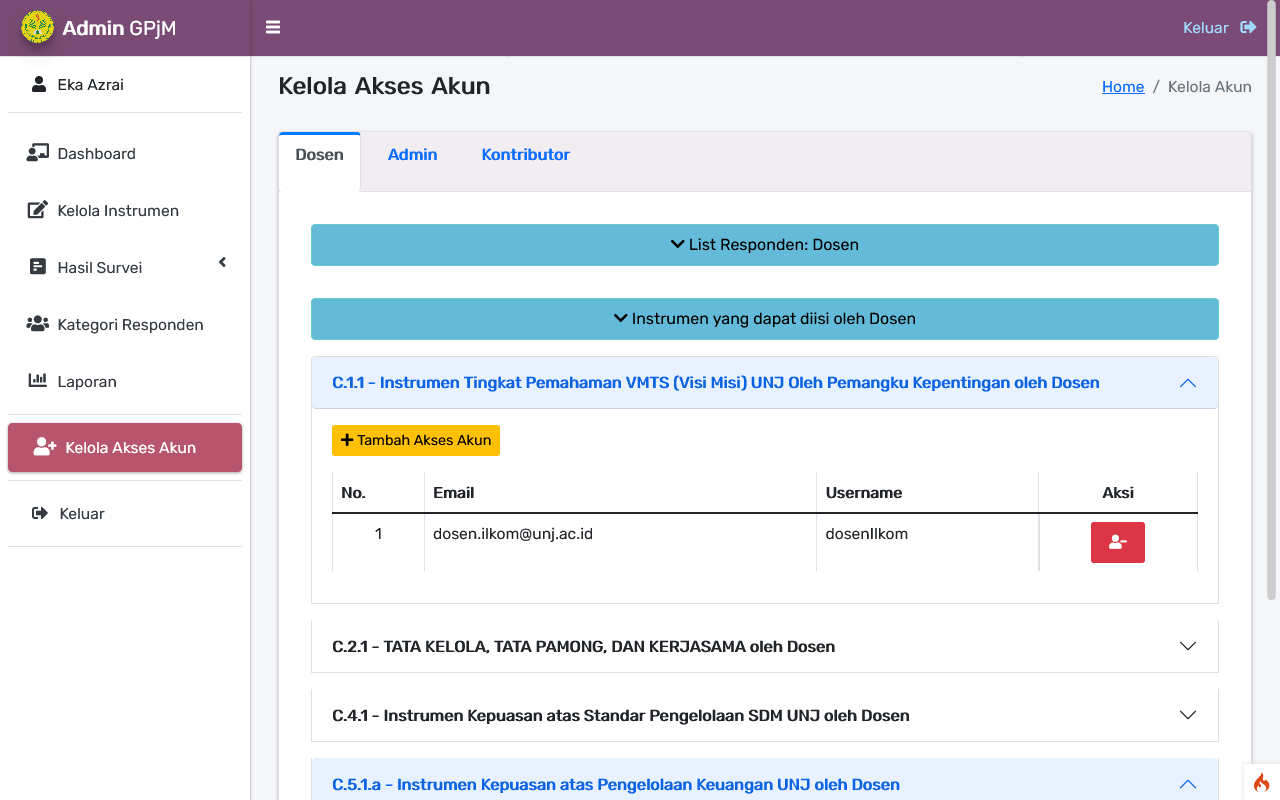 Admin GPjM
Keluar
Eka Azrai
Dashboard
Kelola Instrumen
Hasil Survei
Kategori Responden
Laporan
Kelola Akses Akun
Keluar
Kelola Akses Akun
Home / Kelola Akun
Dosen Admin Kontributor
List Responden: Dosen
Instrumen yang dapat diisi oleh Dosen
C.1.1 - Instrumen Tingkat Pemahaman VMTS (Visi Misi) UNJ Oleh Pemangku Kepentingan oleh Dosen
Tambah Akses Akun
No. Email Username Aksi
1 dosen.ilkom@unj.ac.id dosenIlkom
C.2.1 - TATA KELOLA, TATA PAMONG, DAN KERJASAMA oleh Dosen
C.4.1 - Instrumen Kepuasan atas Standar Pengelolaan SDM UNJ oleh Dosen
C.5.1.a - Instrumen Kepuasan atas Pengelolaan Keuangan UNJ oleh Dosen